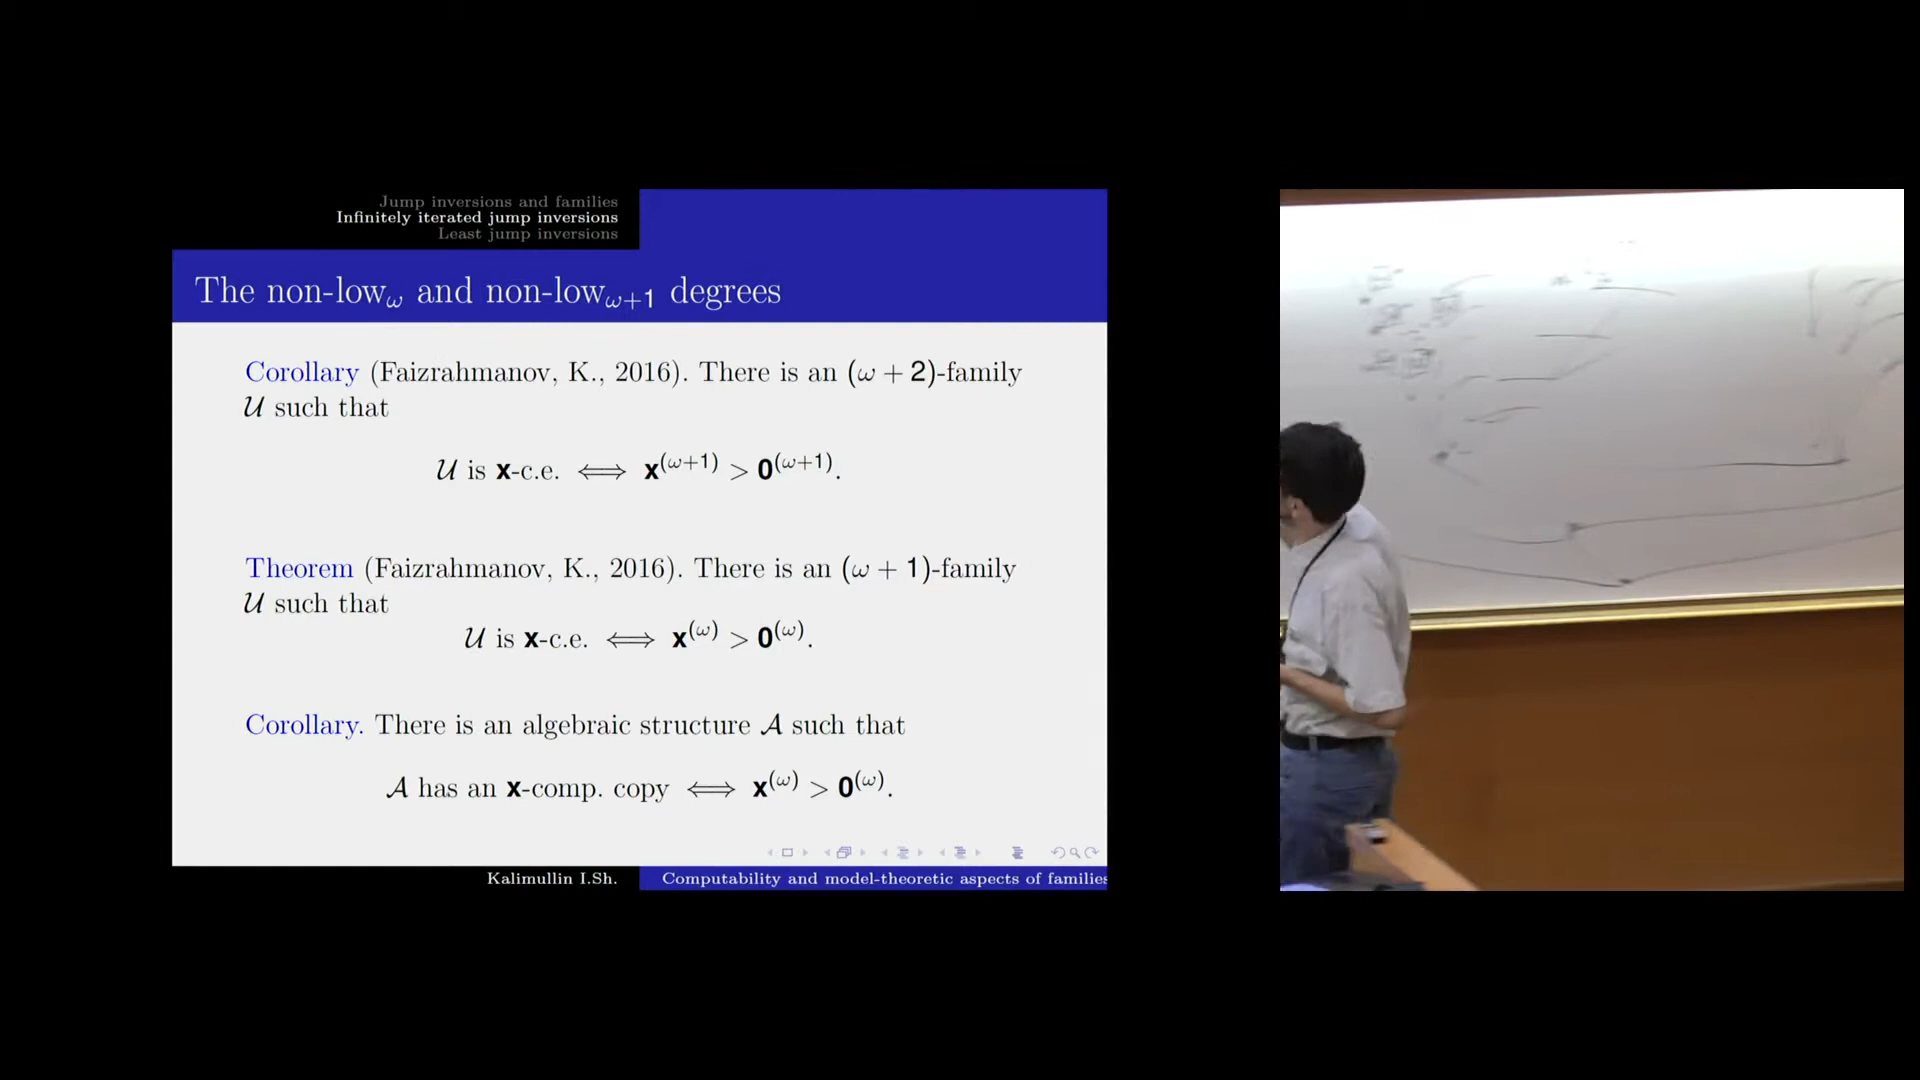 Jump inversions and families
Infinitely iterated jump inversions
Least jump inversions
The non-low_ω and non-low_{ω+1} degrees
Corollary (Faizrahmanov, K., 2016). There is an (ω + 2)-family
𝒰 such that
𝒰 is x-c.e. ⟺ x^{(ω+1)} > 0^{(ω+1)}.
Theorem (Faizrahmanov, K., 2016). There is an (ω + 1)-family
𝒰 such that
𝒰 is x-c.e. ⟺ x^{(ω)} > 0^{(ω)}.
Corollary. There is an algebraic structure 𝒜 such that
𝒜 has an x-comp. copy ⟺ x^{(ω)} > 0^{(ω)}.
Kalimullin I.Sh.
Computability and model-theoretic aspects of families